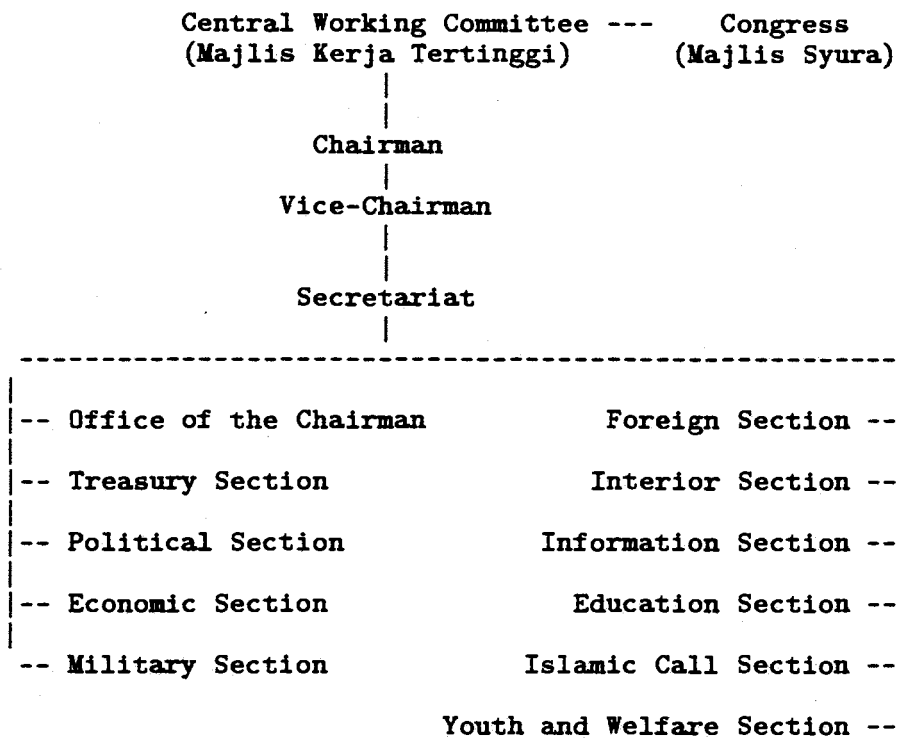 Central Working Committee --- Congress
(Majlis Kerja Tertinggi) (Majlis Syura)
Chairman
Vice-Chairman
Secretariat
-- Office of the Chairman Foreign Section --
-- Treasury Section Interior Section --
-- Political Section Information Section --
-- Economic Section Education Section --
-- Military Section Islamic Call Section --
Youth and Welfare Section --